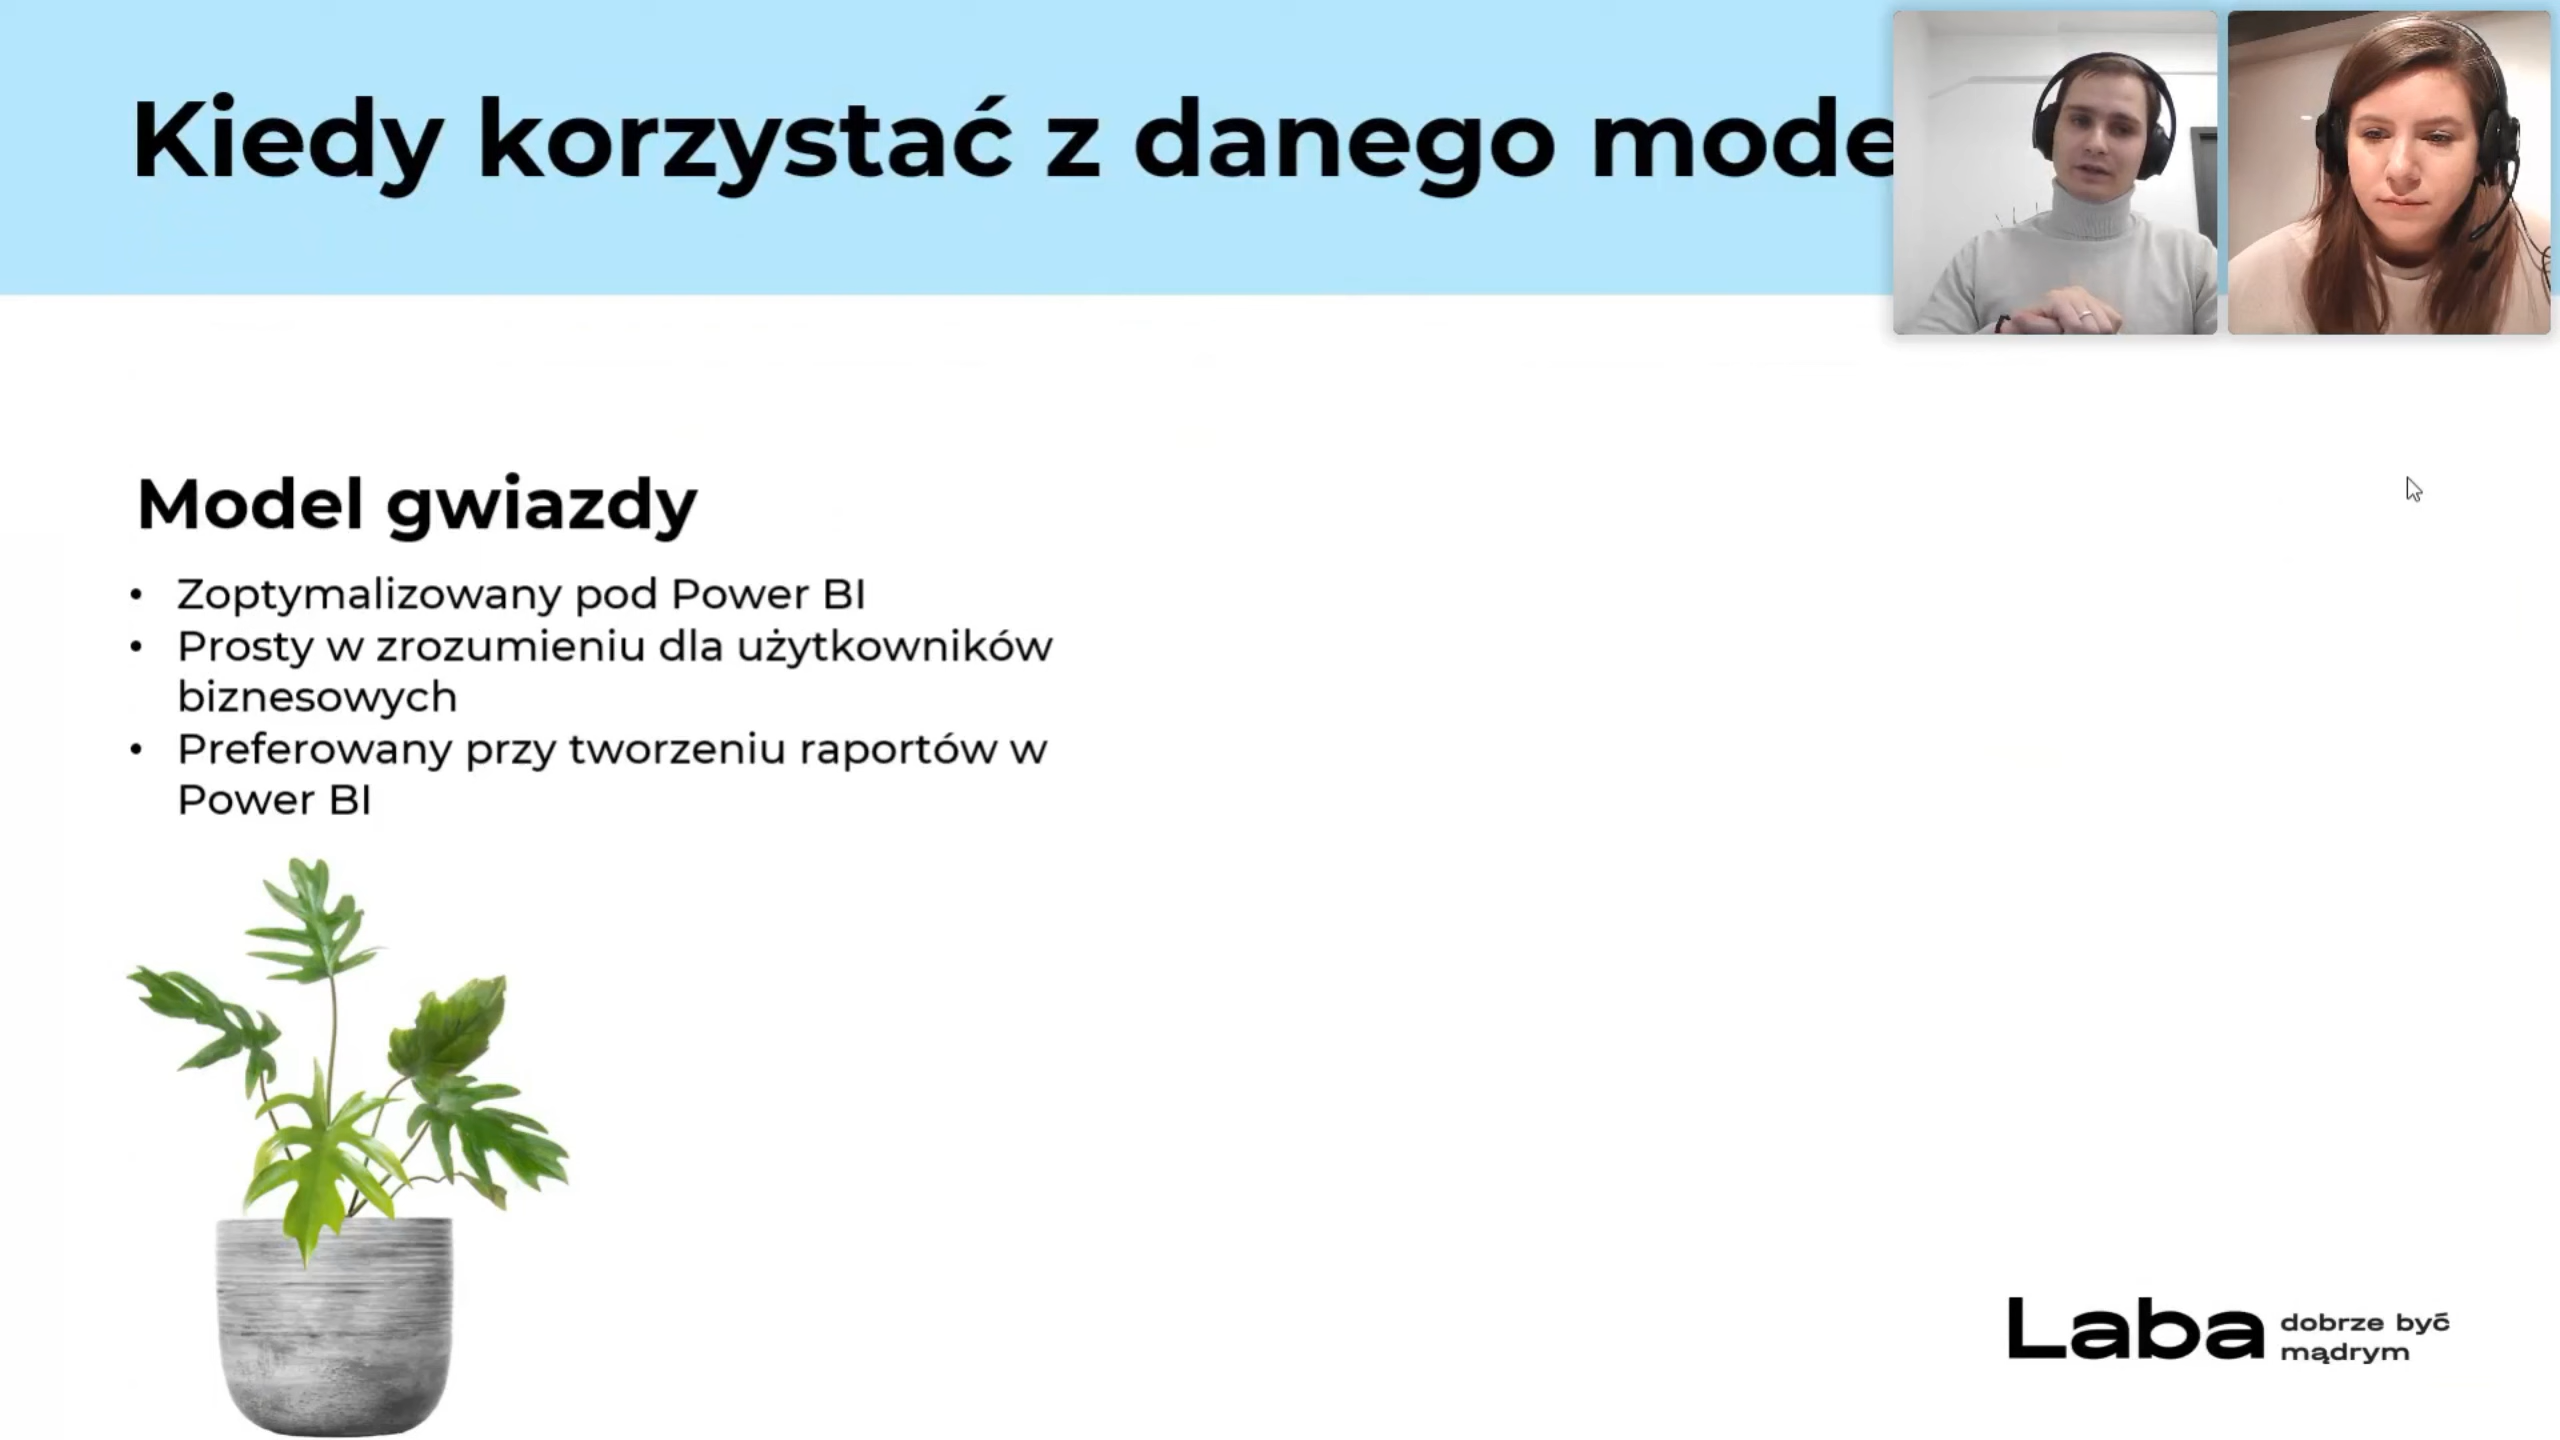 Kiedy korzystać z danego
Model gwiazdy
• Zoptymalizowany pod Power BI
• Prosty w zrozumieniu dla użytkowników
biznesowych
• Preferowany przy tworzeniu raportów w
Power BI
Laba dobrze być
mądrym